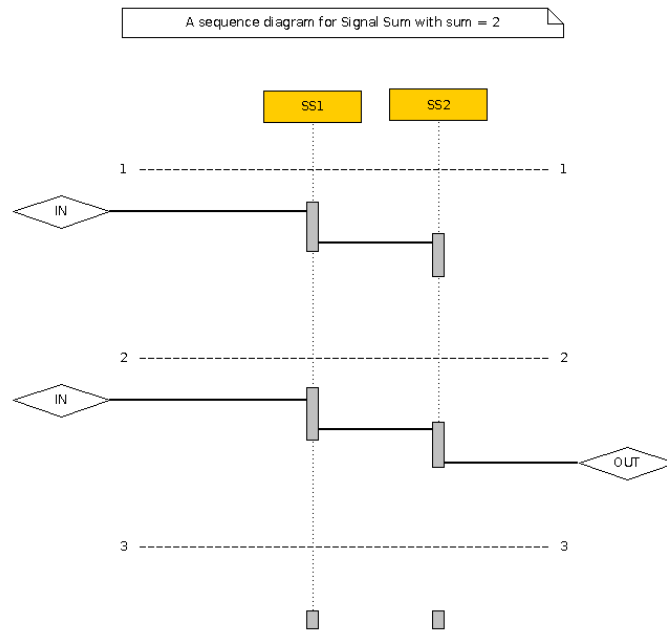 A sequence diagram for Signal Sum with sum = 2
SS1 SS2
1 1
IN
2 2
IN
OUT
3 3